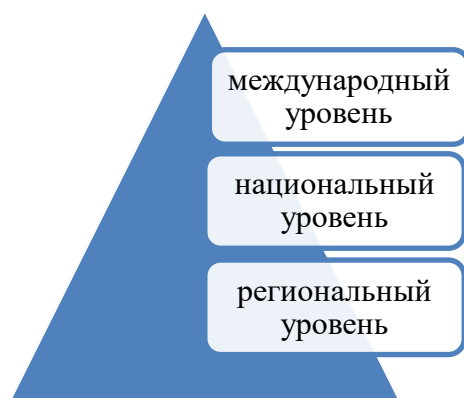 международный
уровень
национальный
уровень
региональный
уровень